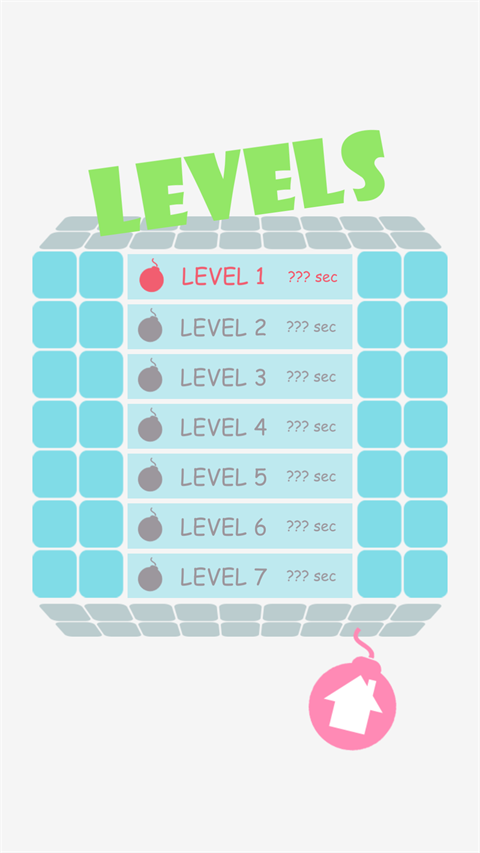 LEVELS
LEVEL 1 ??? sec
LEVEL 2 ??? sec
LEVEL 3 ??? sec
LEVEL 4 ??? sec
LEVEL 5 ??? sec
LEVEL 6 ??? sec
LEVEL 7 ??? sec